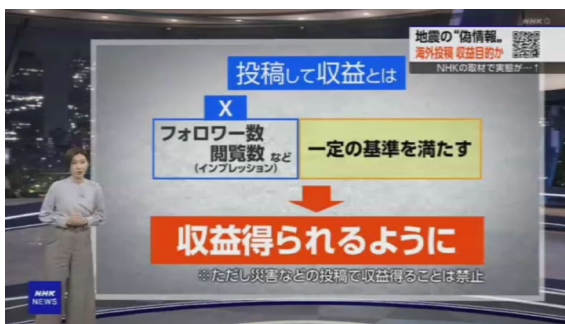 NHK G
地震の“偽情報„
海外投稿 収益目的か
NHKの取材で実態が…↑
投稿して収益とは
X
フォロワー数
閲覧数 など
(インプレッション)
一定の基準を満たす
収益得られるように
※ただし災害などの投稿で収益得ることは禁止
NHK
NEWS